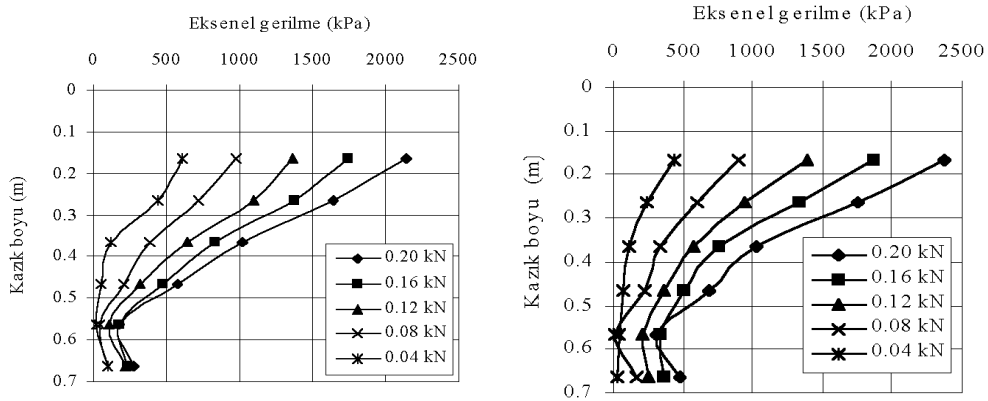 Eksenel gerilme (kPa)
0 500 1000 1500 2000 2500
0
0.1
0.2
0.3
0.4
0.5
0.6
0.7
Kazık boyu (m)
0.20 kN
0.16 kN
0.12 kN
0.08 kN
0.04 kN
Eksenel gerilme (kPa)
0 500 1000 1500 2000 2500
0
0.1
0.2
0.3
0.4
0.5
0.6
0.7
Kazık boyu (m)
0.20 kN
0.16 kN
0.12 kN
0.08 kN
0.04 kN